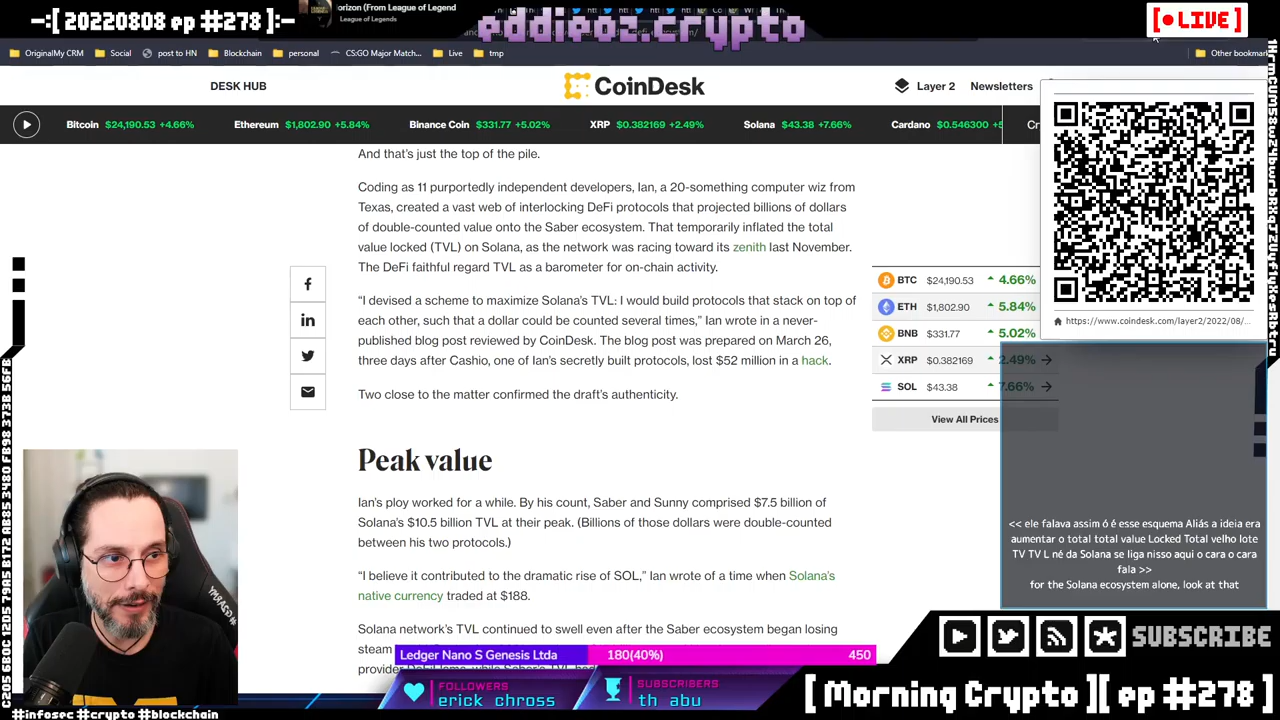 -:[ 20220808 ep #278 ]:-
orizon (From League of Legend
League of Legends
eddieoz.crypto
[● LIVE]
OriginalMy CRM
Social
post to HN
Blockchain
personal
CS:GO Major Match...
Live
tmp
Other bookmark
DESK HUB
CoinDesk
Layer 2
Newsletters
Bitcoin $24,190.53 +4.66%
Ethereum $1,802.90 +5.84%
Binance Coin $331.77 +5.02%
XRP $0.382169 +2.49%
Solana $43.38 +7.66%
Cardano $0.546300 +5
Cr
And that's just the top of the pile.
Coding as 11 purportedly independent developers, Ian, a 20-something computer wiz from
Texas, created a vast web of interlocking DeFi protocols that projected billions of dollars
of double-counted value onto the Saber ecosystem. That temporarily inflated the total
value locked (TVL) on Solana, as the network was racing toward its zenith last November.
The DeFi faithful regard TVL as a barometer for on-chain activity.
“I devised a scheme to maximize Solana's TVL: I would build protocols that stack on top of
each other, such that a dollar could be counted several times,” Ian wrote in a never-
published blog post reviewed by CoinDesk. The blog post was prepared on March 26,
three days after Cashio, one of Ian's secretly built protocols, lost $52 million in a hack.
Two close to the matter confirmed the draft's authenticity.
Peak value
Ian's ploy worked for a while. By his count, Saber and Sunny comprised $7.5 billion of
Solana's $10.5 billion TVL at their peak. (Billions of those dollars were double-counted
between his two protocols.)
“I believe it contributed to the dramatic rise of SOL,” Ian wrote of a time when Solana's
native currency traded at $188.
Solana network's TVL continued to swell even after the Saber ecosystem began losing
steam
BTC $24,190.53 4.66%
ETH $1,802.90 5.84%
BNB $331.77 5.02%
XRP $0.382169 2.49%
SOL $43.38 7.66%
View All Prices
https://www.coindesk.com/layer2/2022/08/...
<< ele falava assim ó é esse esquema Aliás a ideia era
aumentar o total total value Locked Total velho lote
TV TV L né da Solana se liga nisso aqui o cara o cara
fala >>
for the Solana ecosystem alone, look at that
SUBSCRIBE
Ledger Nano S Genesis Ltda
180(40%)
450
FOLLOWERS
erick chross
SUBSCRIBERS
th abu
[ Morning Crypto ][ ep #278 ]
#infosec #crypto #blockchain